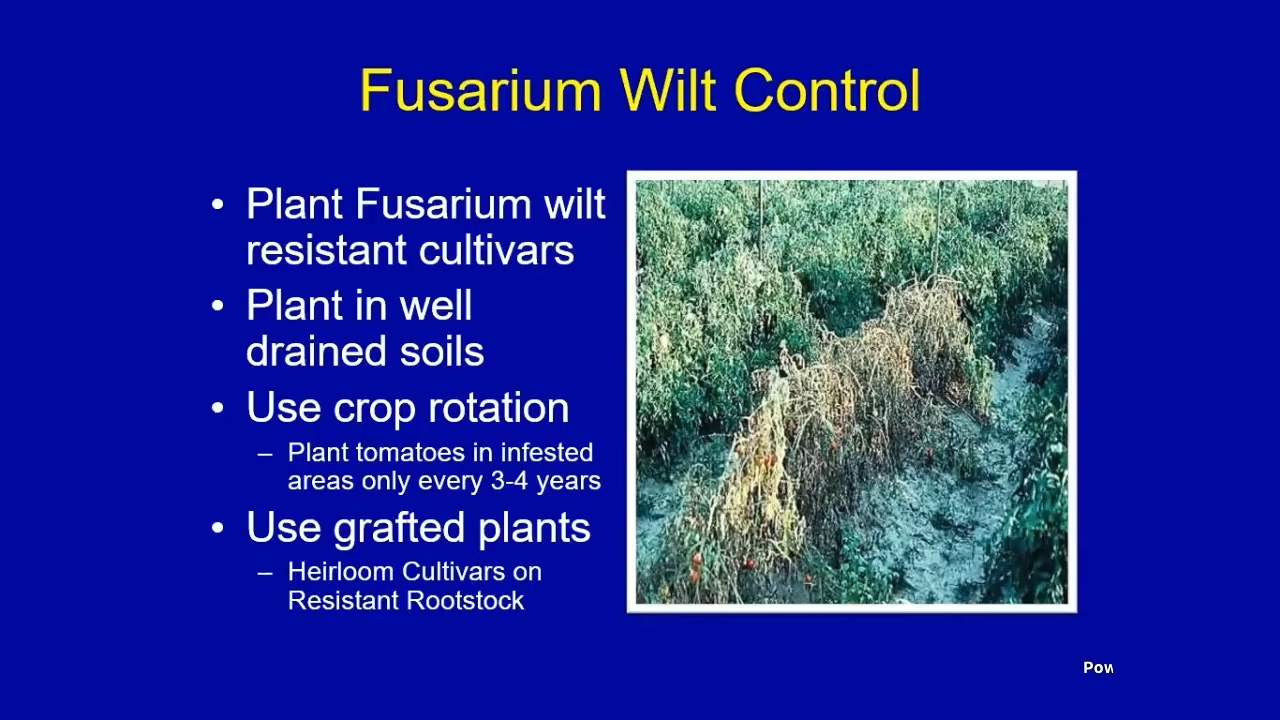 Fusarium Wilt Control
• Plant Fusarium wilt
resistant cultivars
• Plant in well
drained soils
• Use crop rotation
– Plant tomatoes in infested
areas only every 3-4 years
• Use grafted plants
– Heirloom Cultivars on
Resistant Rootstock